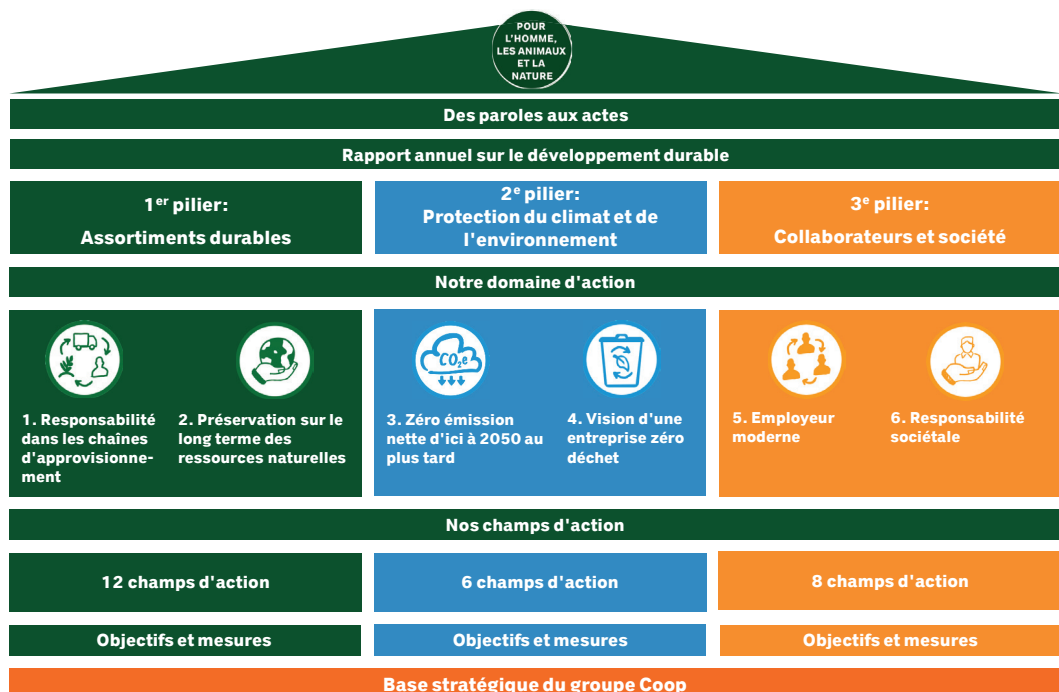 POUR
L'HOMME,
LES ANIMAUX
ET LA
NATURE
Des paroles aux actes
Rapport annuel sur le développement durable
1er pilier:
Assortiments durables
2e pilier:
Protection du climat et de
l'environnement
3e pilier:
Collaborateurs et société
Notre domaine d'action
1. Responsabilité
dans les chaînes
d'approvisionne-
ment
2. Préservation sur le
long terme des
ressources naturelles
CO2e
3. Zéro émission
nette d'ici à 2050 au
plus tard
4. Vision d'une
entreprise zéro
déchet
5. Employeur
moderne
6. Responsabilité
sociétale
Nos champs d'action
12 champs d'action
6 champs d'action
8 champs d'action
Objectifs et mesures
Objectifs et mesures
Objectifs et mesures
Base stratégique du groupe Coop